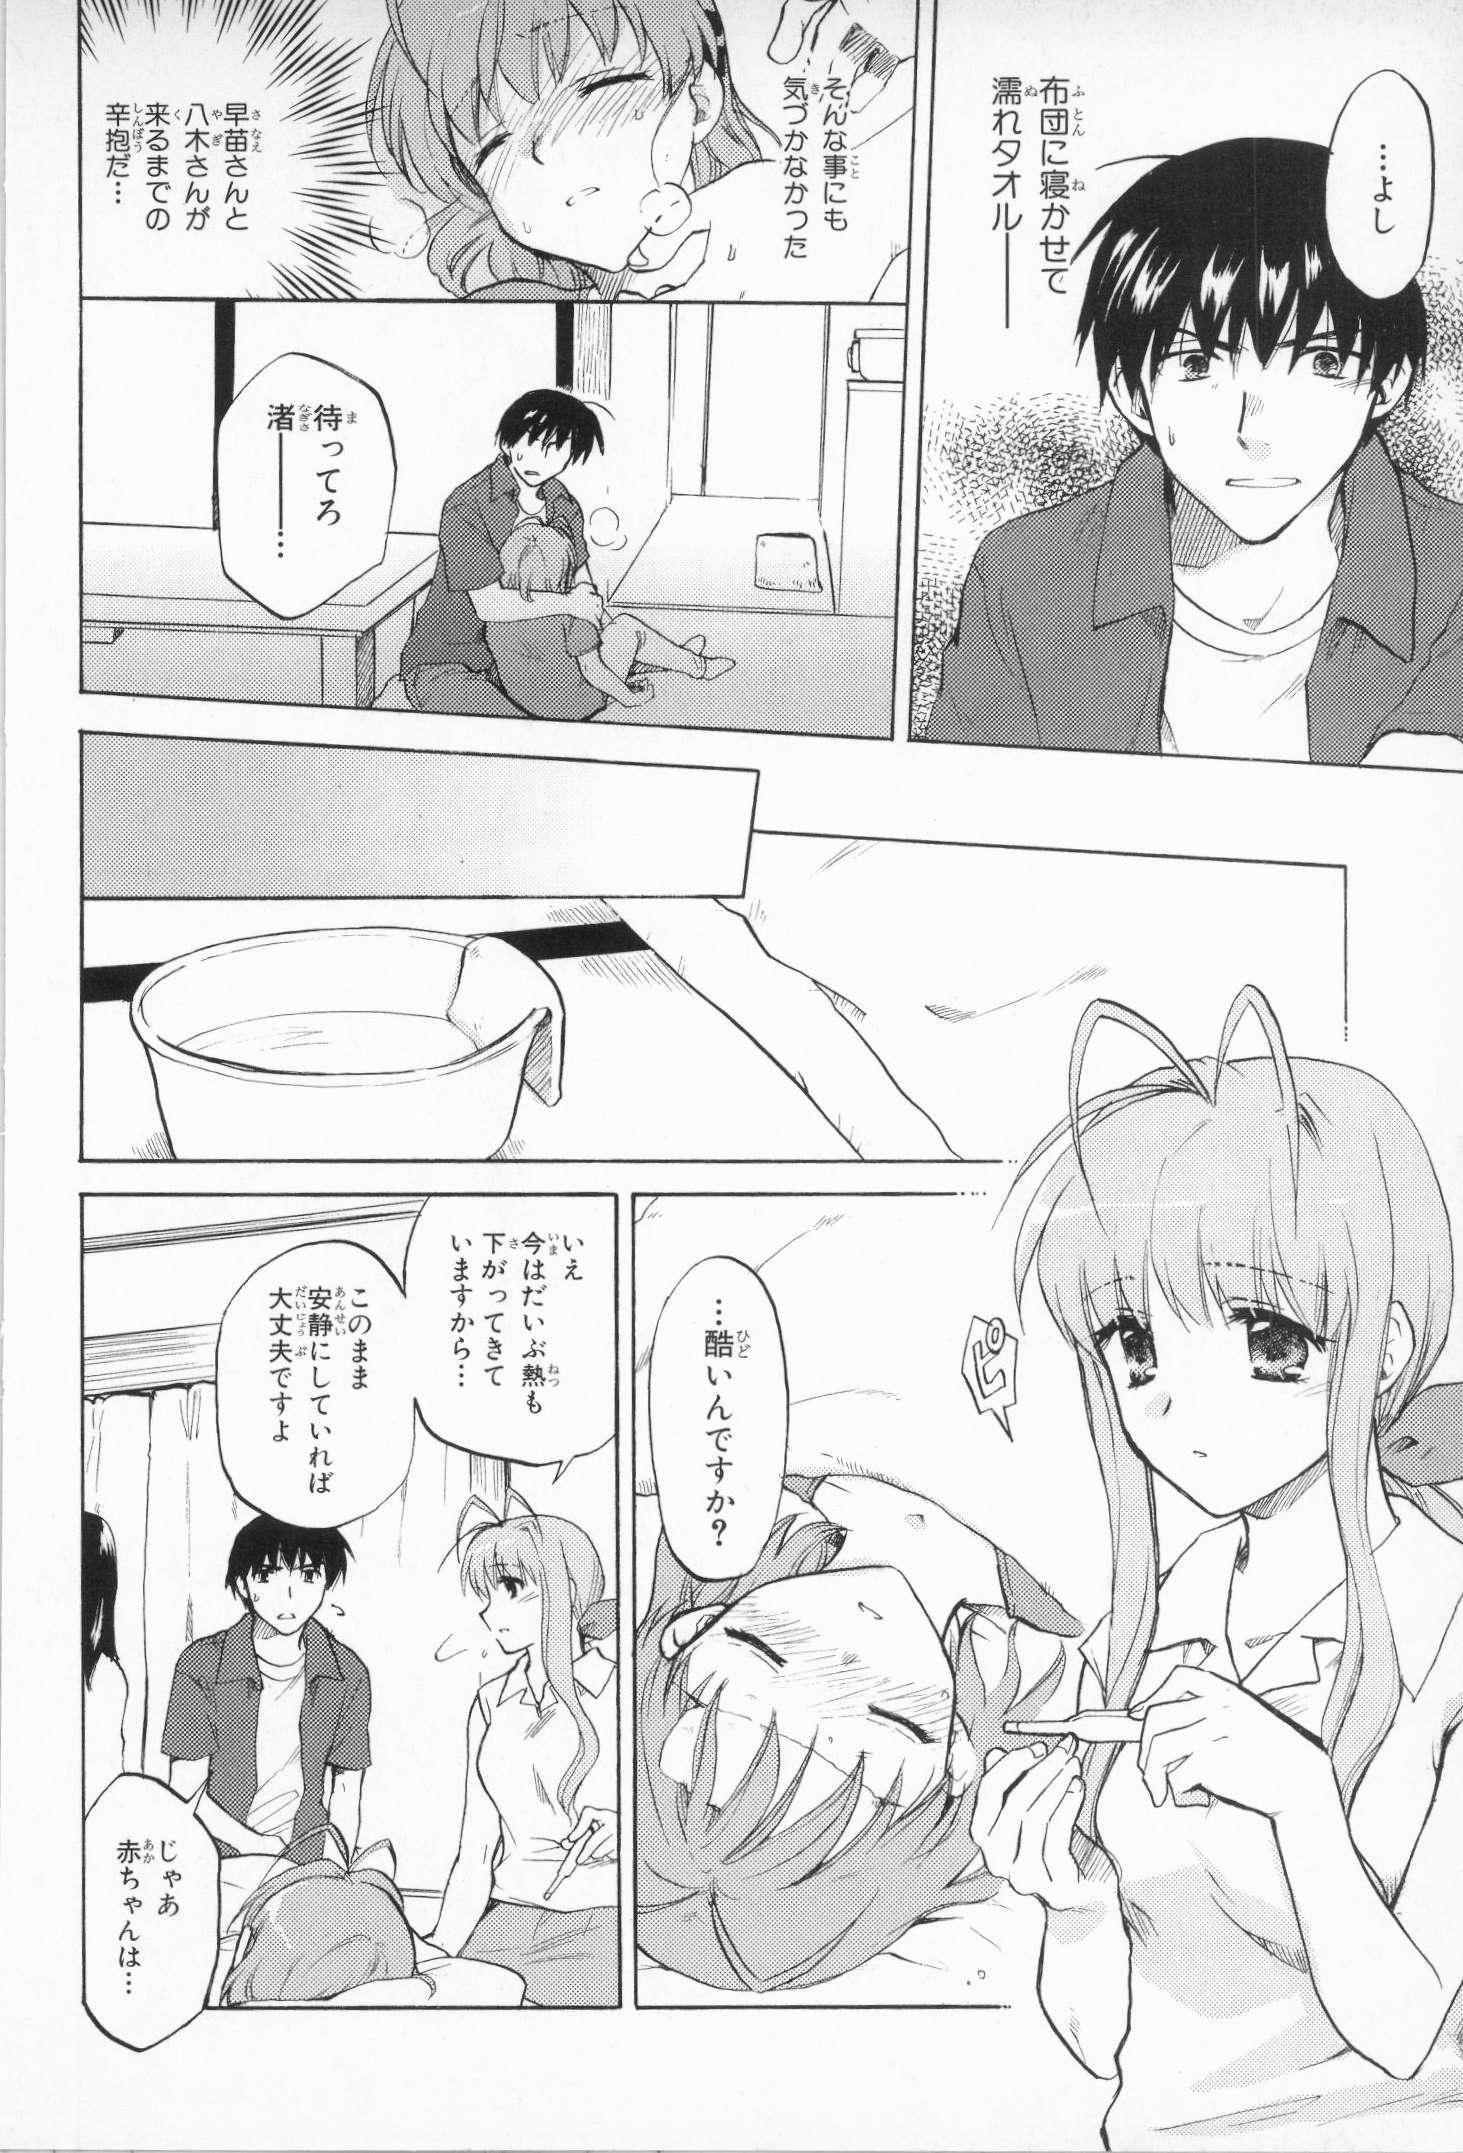 …よし
布団に寝かせて
濡れタオル――
そんな事にも
気づかなかった
早苗さんと
八木さんが
来るまでの
辛抱だ…
待ってろ
渚――…
ピッ
…酷いんですか？
いえ
今はだいぶ熱も
下がってきて
いますから…
このまま
安静にしていれば
大丈夫ですよ
じゃあ
赤ちゃんは…